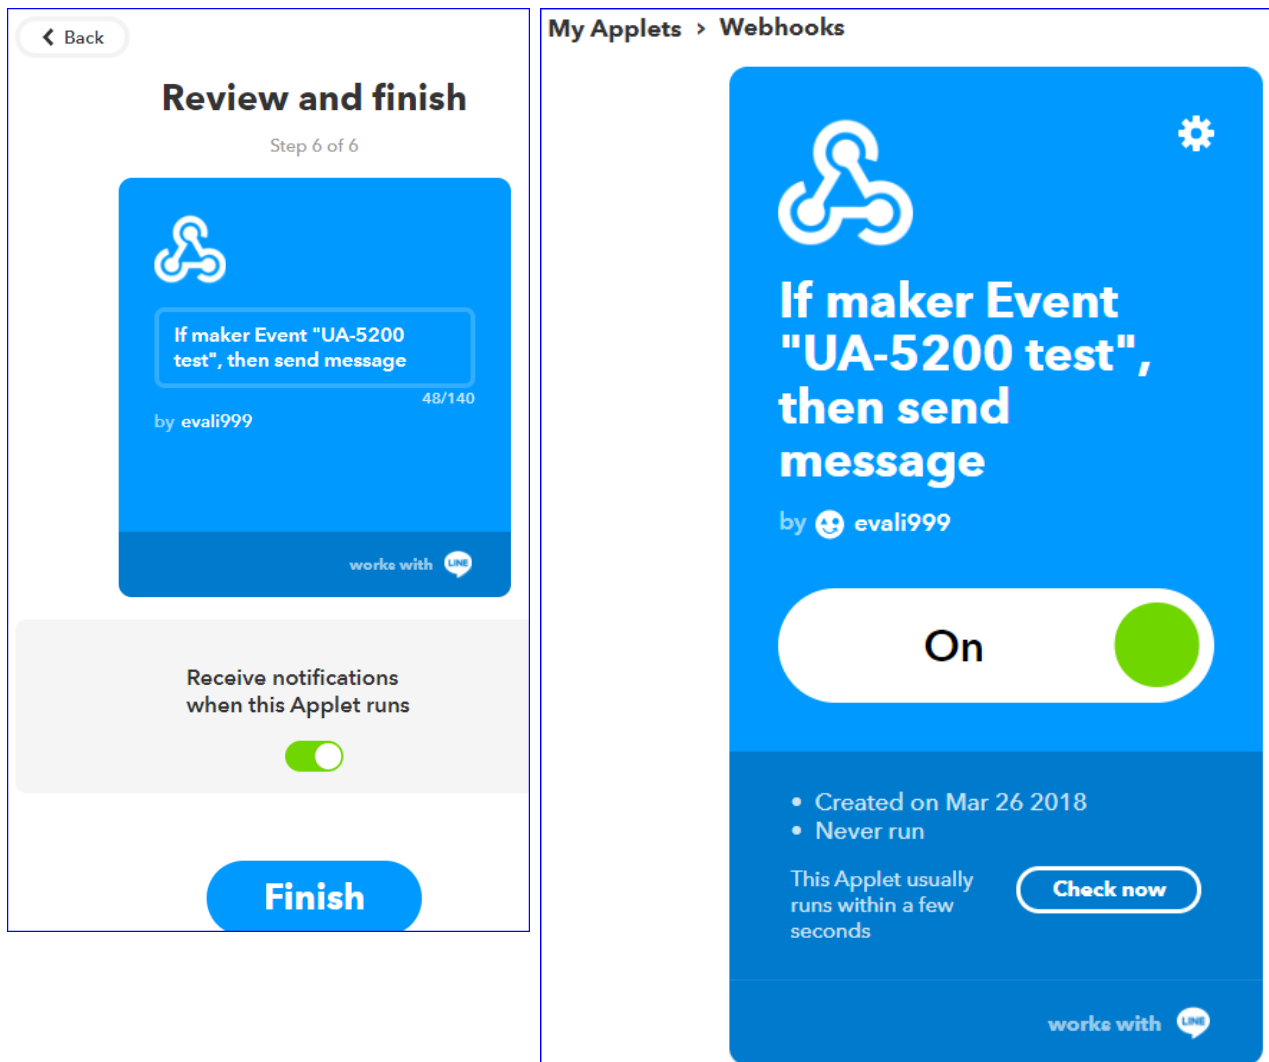 Back
Review and finish
Step 6 of 6
If maker Event "UA-5200
test", then send message
48/140
by evali999
works with LINE
Receive notifications
when this Applet runs
Finish
My Applets > Webhooks
If maker Event
"UA-5200 test",
then send
message
by evali999
On
• Created on Mar 26 2018
• Never run
This Applet usually
runs within a few
seconds
Check now
works with LINE